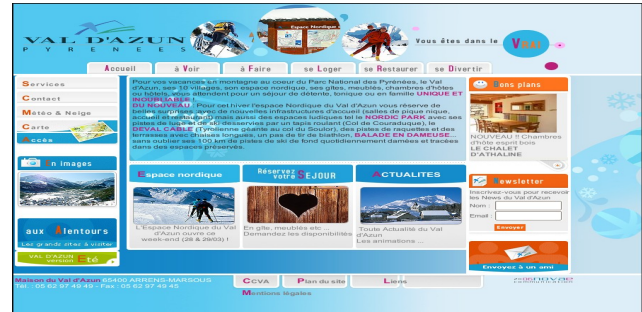 VAL D'AZUN
PYRENEES
Espace Nordique
Vous êtes dans le Vrai
Accueil
à Voir
à Faire
se Loger
se Restaurer
se Divertir
Services
Contact
Météo & Neige
Carte
Accès
En images
aux Alentours
Les grands sites à visiter
VAL D'AZUN
version Eté
Pour vos vacances en montagne au coeur du Parc National des Pyrénées, le Val
d'Azun, ses 10 villages, son espace nordique, ses gîtes, meublés, chambres d'hôtes
ou hôtels, vous attendent pour un séjour de détente, tonique ou en famille UNIQUE ET
INOUBLIABLE !
DU NOUVEAU : Pour cet hiver l'espace Nordique du Val d'Azun vous réserve de
belles surprises avec de nouvelles infrastructures d'accueil (salles de pique nique,
accueil et restaurant) mais aussi des espaces ludiques tel le NORDIC PARK avec ses
pistes de luge et de ski desservies par un tapis roulant (Col de Couraduque), le
DEVAL CABLE (Tyrolienne géante au col du Soulor), des pistes de raquettes et des
terrasses avec chaises longues, un pas de tir biathlon, BALADE EN DAMEUSE...
sans oublier ses 100 km de pistes de ski de fond quotidiennement damées et tracées
dans des espaces préservés.
Espace nordique
L'Espace Nordique du Val
d'Azun ouvre ce
week-end (28 & 29/03) !
Réservez
votre SEJOUR
En gîte, meublés etc ...
Demandez les disponibilités
ACTUALITES
Toute Actualité du Val
d'Azun
Les animations ...
Bons plans
NOUVEAU !! Chambres
d'hôte esprit bois
LE CHALET
D'ATHALINE
Newsletter
Inscrivez-vous pour recevoir
les News du Val d'Azun
Nom :
Email :
Envoyer
Envoyez à un ami
Maison du Val d'Azun 65400 ARRENS-MARSOUS
Tél. : 05 62 97 49 49 - Fax : 05 62 97 49 45
CCVA
Plan du site
Liens
Mentions légales